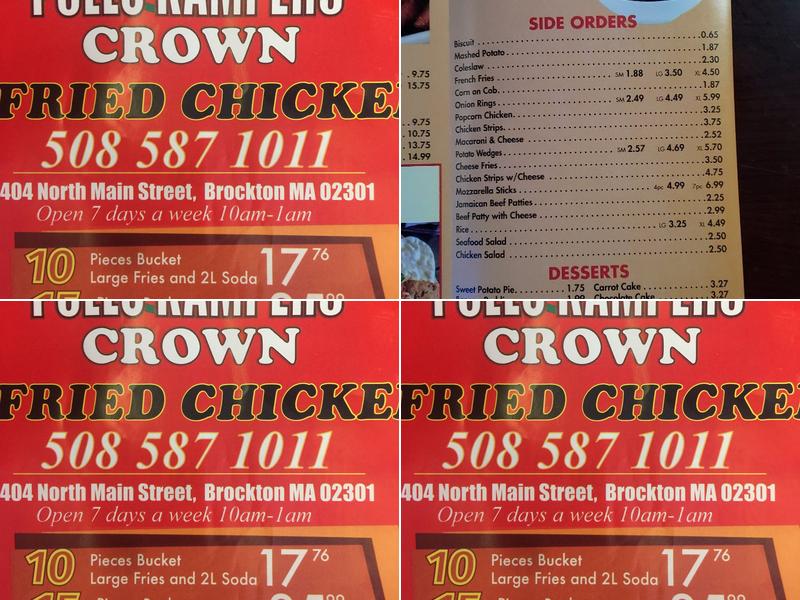 CROWN
FRIED CHICKE
508 587 1011
404 North Main Street, Brockton MA 02301
Open 7 days a week 10am-1am
10 Pieces Bucket
Large Fries and 2L Soda 17 76
. 9.75
15.75
. 9.75
. 10.75
. 13.75
. 14.99
SIDE ORDERS
Biscuit 0.65
Mashed Potato 1.87
Coleslaw 2.30
French Fries SM 1.88 LG 3.50 XL 4.50
Corn on Cob 1.87
Onion Rings SM 2.49 LG 4.49 XL 5.99
Popcorn Chicken 3.25
Chicken Strips 3.75
Macaroni & Cheese 2.52
Potato Wedges SM 2.57 LG 4.69 XL 5.70
Cheese Fries 3.50
Chicken Strips w/Cheese 4.75
Mozzarella Sticks 4pc 4.99 7pc 6.99
Jamaican Beef Patties 2.25
Beef Patty with Cheese 2.99
Rice LG 3.25 XL 4.49
Seafood Salad 2.50
Chicken Salad 2.50
DESSERTS
Sweet Potato Pie 1.75 Carrot Cake 3.27
Chocolate Cake 3.27
CROWN
FRIED CHICKE
508 587 1011
404 North Main Street, Brockton MA 02301
Open 7 days a week 10am-1am
10 Pieces Bucket
Large Fries and 2L Soda 17 76
CROWN
FRIED CHICKE
508 587 1011
404 North Main Street, Brockton MA 02301
Open 7 days a week 10am-1am
10 Pieces Bucket
Large Fries and 2L Soda 17 76